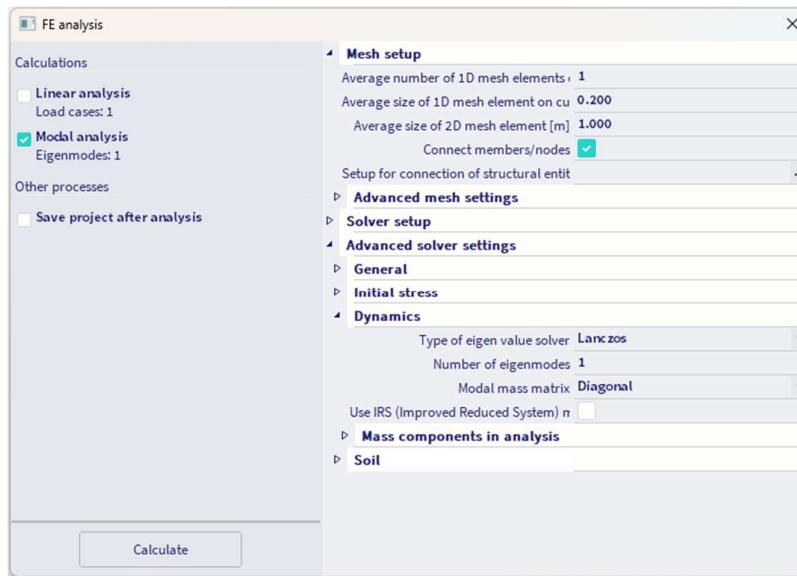 FE analysis
Calculations
Linear analysis
Load cases: 1
Modal analysis
Eigenmodes: 1
Other processes
Save project after analysis
Calculate
Mesh setup
Average number of 1D mesh elements 1
Average size of 1D mesh element on cu 0.200
Average size of 2D mesh element [m] 1.000
Connect members/nodes
Setup for connection of structural entit
Advanced mesh settings
Solver setup
Advanced solver settings
General
Initial stress
Dynamics
Type of eigen value solver Lanczos
Number of eigenmodes 1
Modal mass matrix Diagonal
Use IRS (Improved Reduced System)
Mass components in analysis
Soil